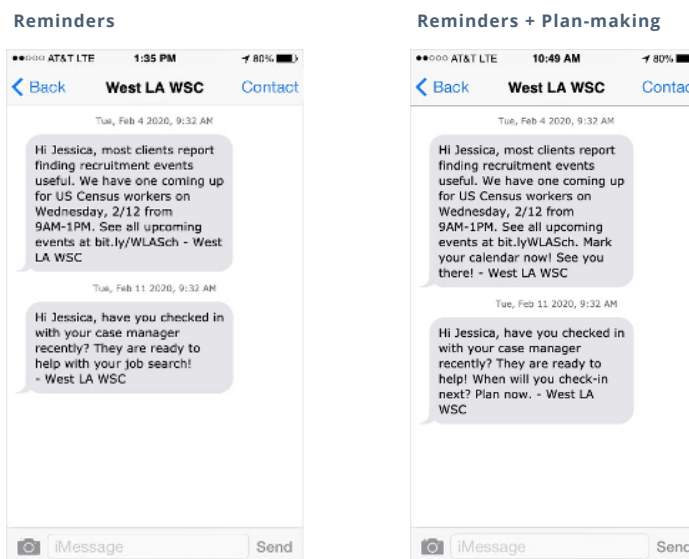 Reminders
AT&T LTE 1:35 PM 80%
Back West LA WSC Contact
Tue, Feb 4 2020, 9:32 AM
Hi Jessica, most clients report
finding recruitment events
useful. We have one coming up
for US Census workers on
Wednesday, 2/12 from
9AM-1PM. See all upcoming
events at bit.ly/WLASch - West
LA WSC
Tue, Feb 11 2020, 9:32 AM
Hi Jessica, have you checked in
with your case manager
recently? They are ready to
help with your job search!
- West LA WSC
iMessage Send
Reminders + Plan-making
AT&T LTE 10:49 AM 80%
Back West LA WSC Contac
Tue, Feb 4 2020, 9:32 AM
Hi Jessica, most clients report
finding recruitment events
useful. We have one coming up
for US Census workers on
Wednesday, 2/12 from
9AM-1PM. See all upcoming
events at bit.lyWLASch. Mark
your calendar now! See you
there! - West LA WSC
Tue, Feb 11 2020, 9:32 AM
Hi Jessica, have you checked in
with your case manager
recently? They are ready to
help! When will you check-in
next? Plan now. - West LA
WSC
iMessage Send